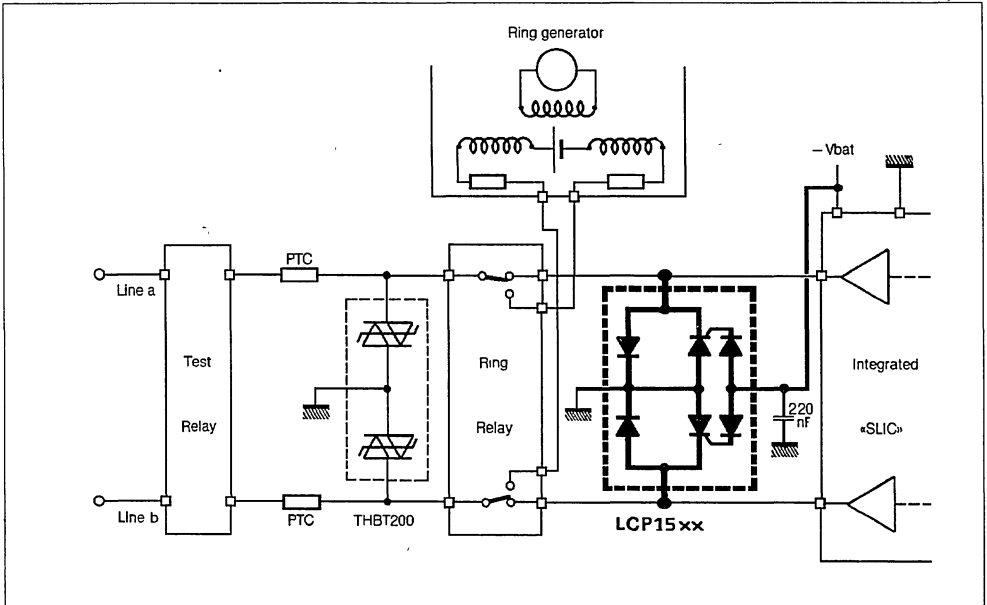 Ring generator
– Vbat
PTC
Line a
Test
Relay
Ring
Relay
Integrated
«SLIC»
220
nF
Line b
PTC
THBT200
LCP15xx